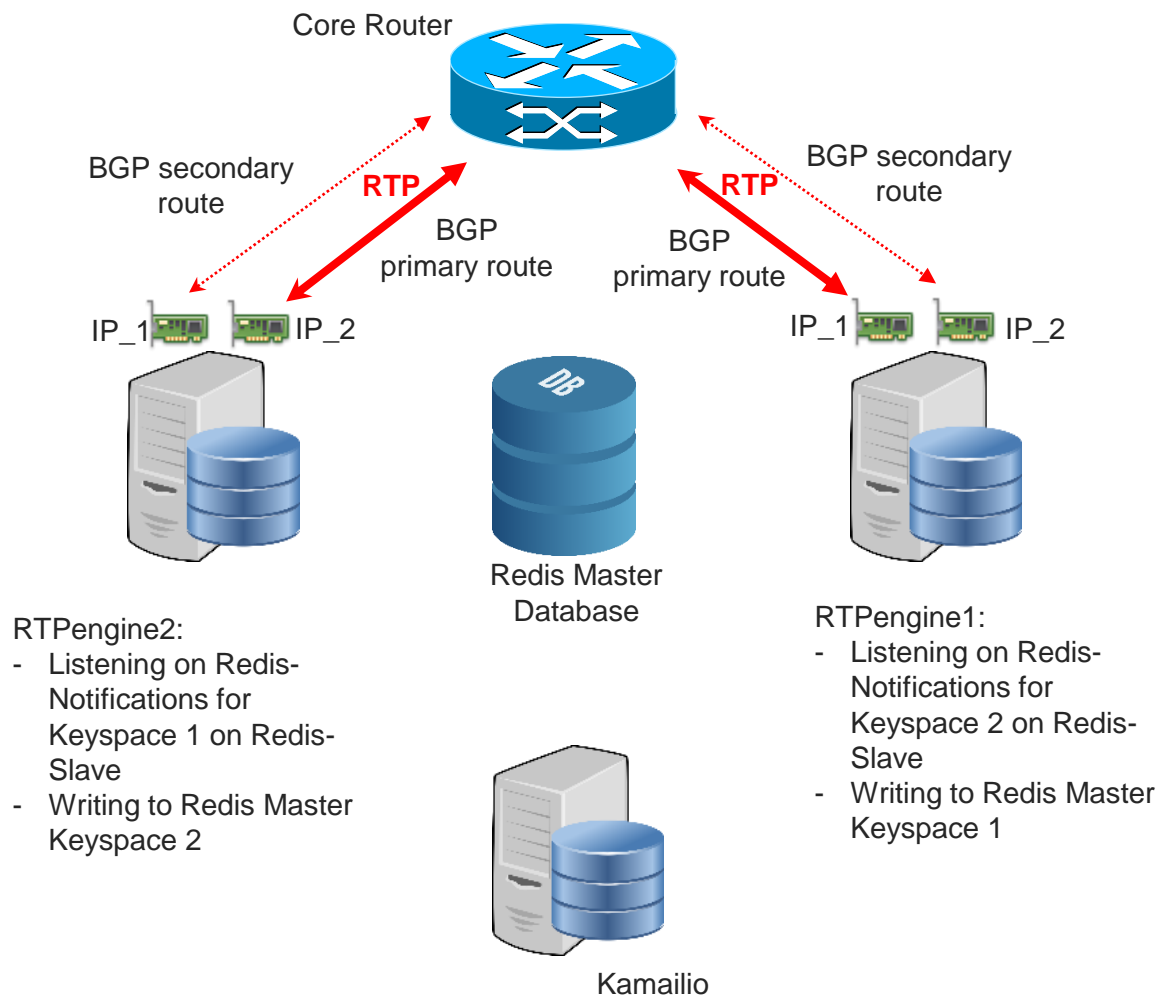 Core Router
BGP secondary
route
RTP
BGP
primary route
RTP
BGP
primary route
BGP secondary
route
IP_1
IP_2
IP_1
IP_2
DB
Redis Master
Database
RTPengine2:
- Listening on Redis-
Notifications for
Keyspace 1 on Redis-
Slave
- Writing to Redis Master
Keyspace 2
RTPengine1:
- Listening on Redis-
Notifications for
Keyspace 2 on Redis-
Slave
- Writing to Redis Master
Keyspace 1
Kamailio